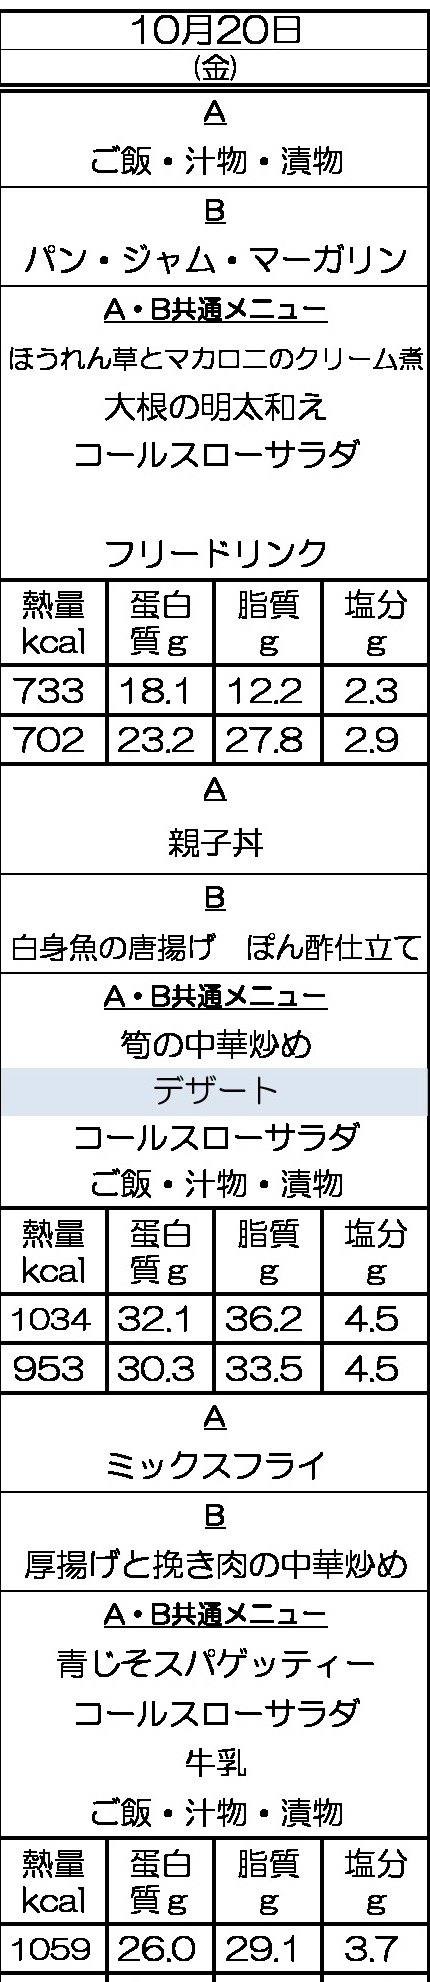 10月20日
(金)
A
ご飯・汁物・漬物
B
パン・ジャム・マーガリン
A・B共通メニュー
ほうれん草とマカロニのクリーム煮
大根の明太和え
コールスローサラダ
フリードリンク
熱量 蛋白 脂質 塩分
kcal 質g g g
733 18.1 12.2 2.3
702 23.2 27.8 2.9
A
親子丼
B
白身魚の唐揚げ　ぽん酢仕立て
A・B共通メニュー
筍の中華炒め
デザート
コールスローサラダ
ご飯・汁物・漬物
熱量 蛋白 脂質 塩分
kcal 質g g g
1034 32.1 36.2 4.5
953 30.3 33.5 4.5
A
ミックスフライ
B
厚揚げと挽き肉の中華炒め
A・B共通メニュー
青じそスパゲッティー
コールスローサラダ
牛乳
ご飯・汁物・漬物
熱量 蛋白 脂質 塩分
kcal 質g g g
1059 26.0 29.1 3.7